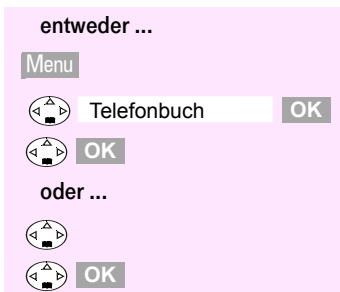 entweder ...
Menu
Telefonbuch OK
OK
oder ...
OK